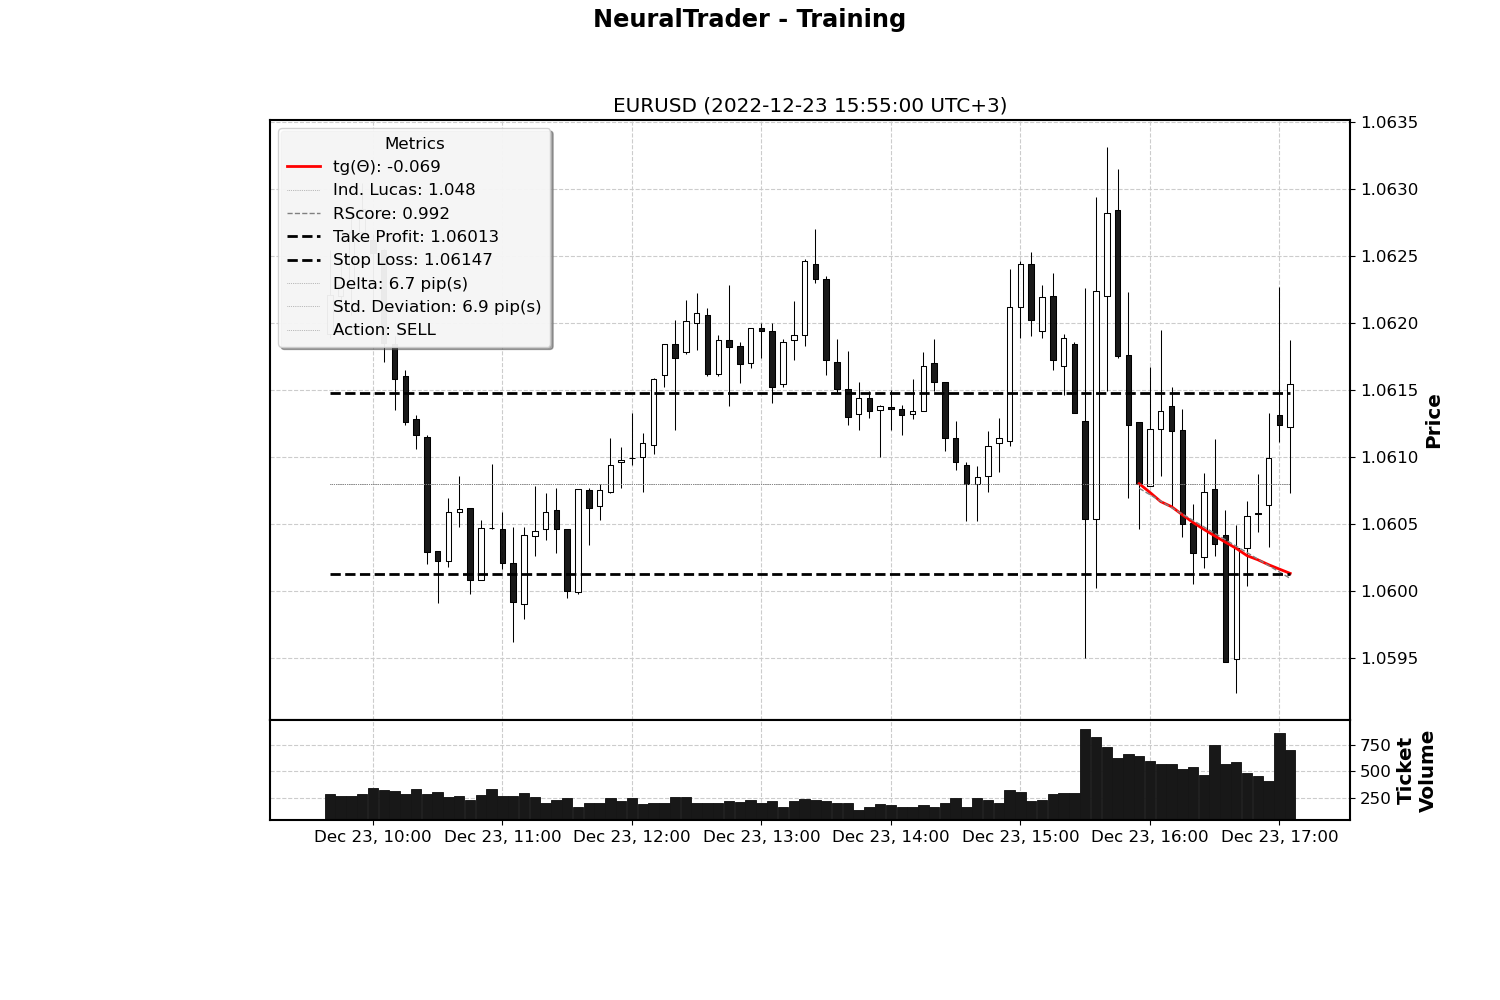 NeuralTrader - Training
EURUSD (2022-12-23 15:55:00 UTC+3)
Metrics
tg(Θ): -0.069
Ind. Lucas: 1.048
RScore: 0.992
Take Profit: 1.06013
Stop Loss: 1.06147
Delta: 6.7 pip(s)
Std. Deviation: 6.9 pip(s)
Action: SELL
1.0635
1.0630
1.0625
1.0620
1.0615
1.0610
1.0605
1.0600
1.0595
Price
750
500
250
Ticket
Volume
Dec 23, 10:00
Dec 23, 11:00
Dec 23, 12:00
Dec 23, 13:00
Dec 23, 14:00
Dec 23, 15:00
Dec 23, 16:00
Dec 23, 17:00